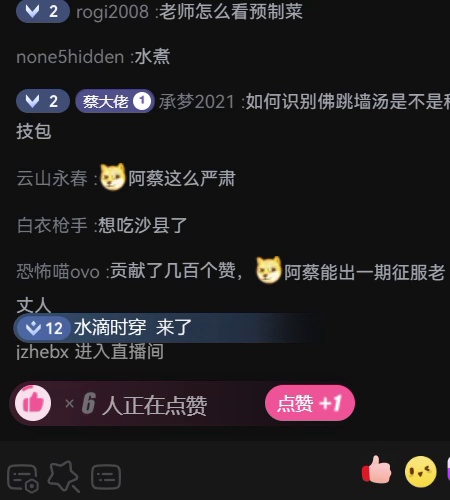 2 rogi2008 :老师怎么看预制菜
none5hidden :水煮
2 蔡大佬 1 承梦2021 :如何识别佛跳墙汤是不是科
技包
云山永春 :阿蔡这么严肃
白衣枪手 :想吃沙县了
恐怖喵ovo :贡献了几百个赞，阿蔡能出一期征服老
丈人
12 水滴时穿 来了
jzhebx 进入直播间
× 6 人正在点赞 点赞 +1